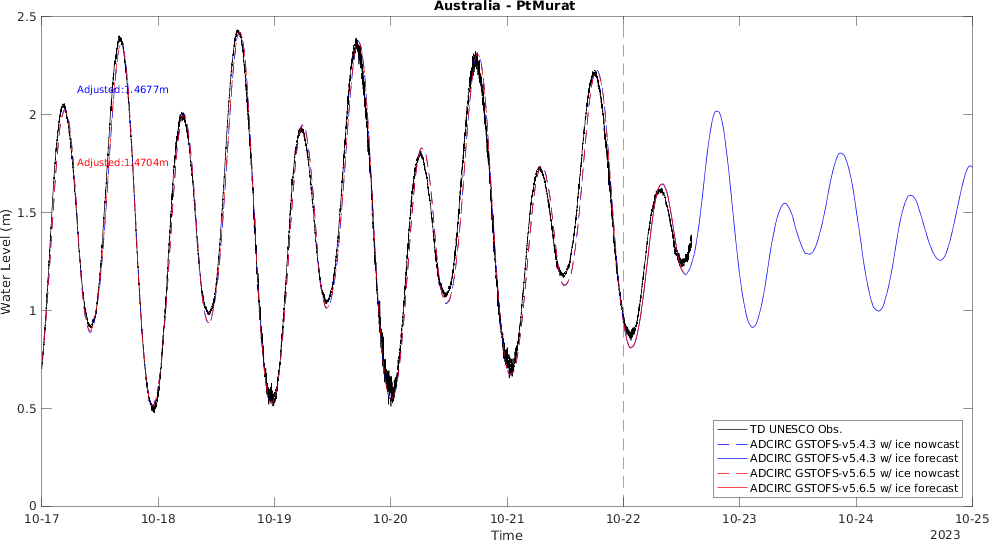 Australia - PtMurat
2.5
2
1.5
1
0.5
0
Water Level (m)
Adjusted:1.4677m
Adjusted:1.4704m
TD UNESCO Obs.
ADCIRC GSTOFS-v5.4.3 w/ ice nowcast
ADCIRC GSTOFS-v5.4.3 w/ ice forecast
ADCIRC GSTOFS-v5.6.5 w/ ice nowcast
ADCIRC GSTOFS-v5.6.5 w/ ice forecast
10-17 10-18 10-19 10-20 10-21 10-22 10-23 10-24 10-25
Time
2023